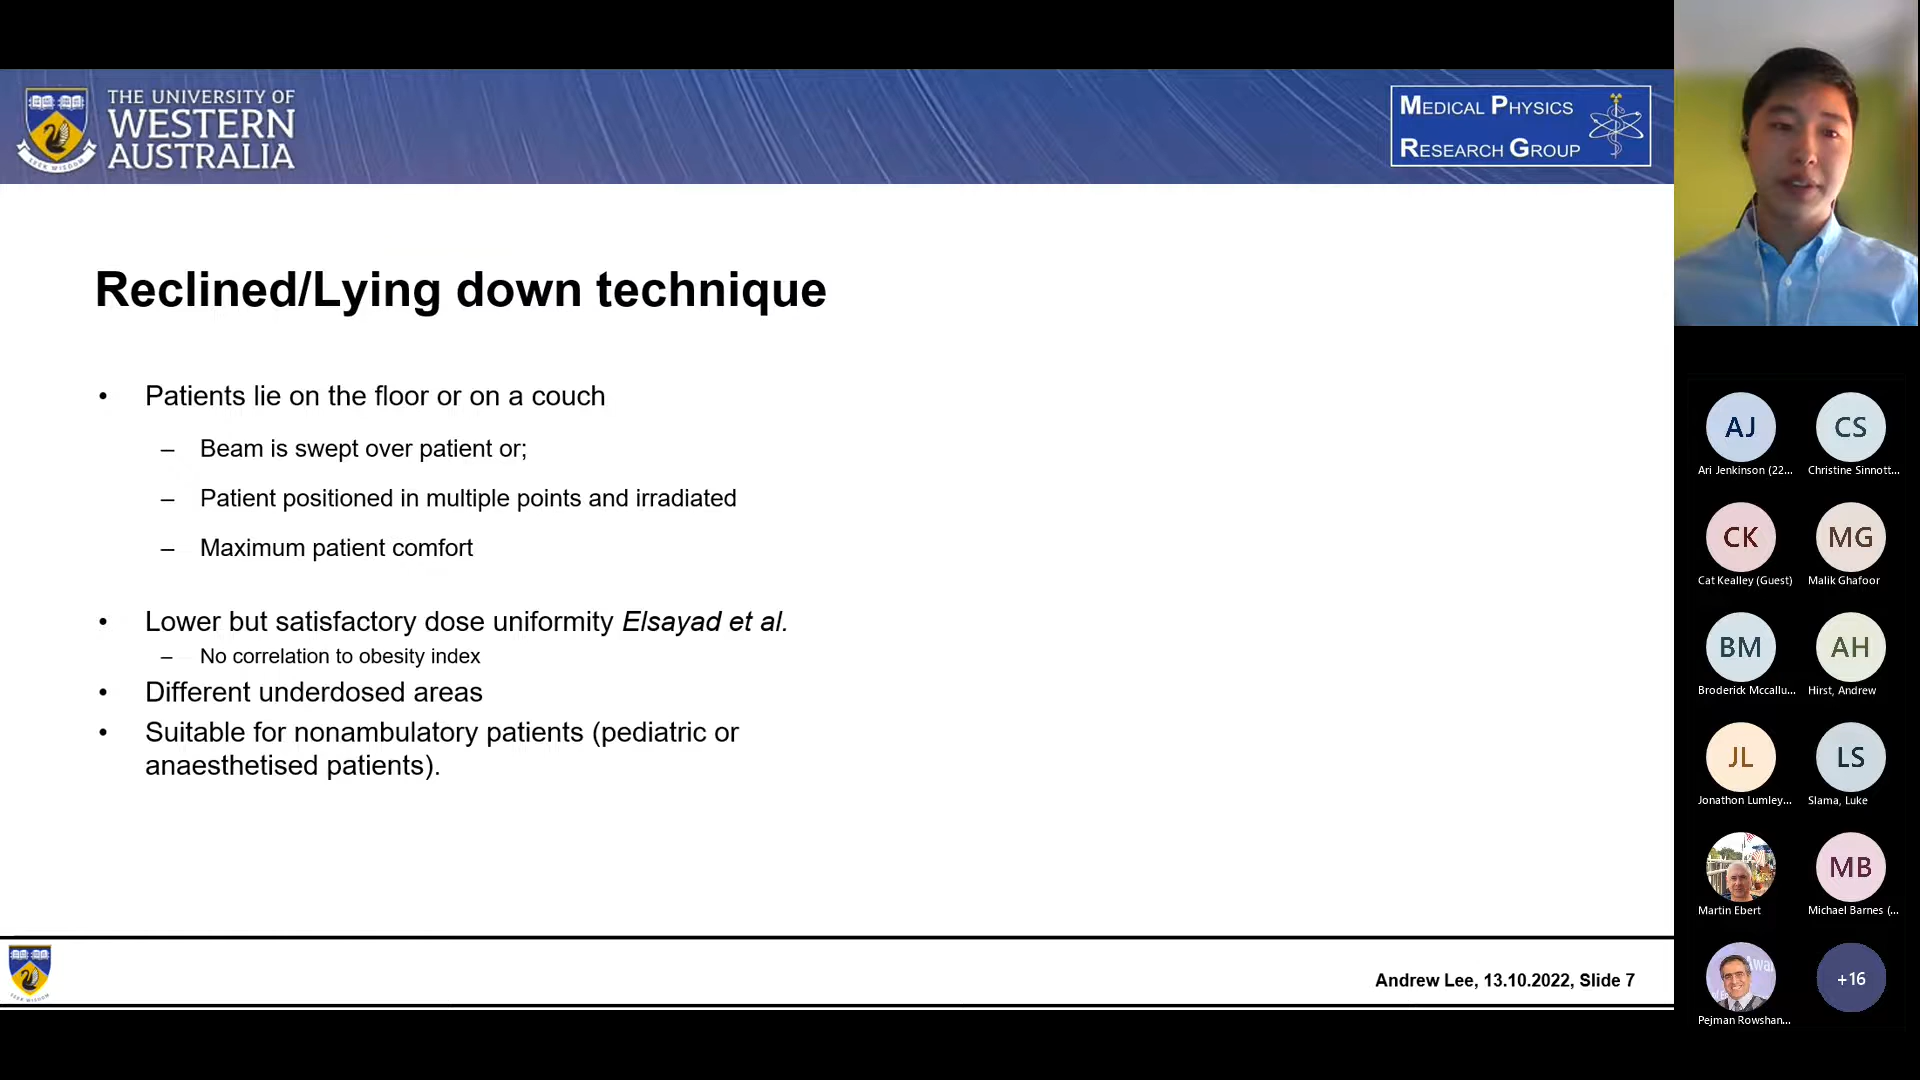 THE UNIVERSITY OF
WESTERN
AUSTRALIA
MEDICAL PHYSICS
RESEARCH GROUP
Reclined/Lying down technique
• Patients lie on the floor or on a couch
– Beam is swept over patient or;
– Patient positioned in multiple points and irradiated
– Maximum patient comfort
• Lower but satisfactory dose uniformity Elsayad et al.
– No correlation to obesity index
• Different underdosed areas
• Suitable for nonambulatory patients (pediatric or
anaesthetised patients).
Andrew Lee, 13.10.2022, Slide 7
AJ
Ari Jenkinson (22...
CS
Christine Sinnott...
CK
Cat Kealley (Guest)
MG
Malik Ghafoor
BM
Broderick Mccallu...
AH
Hirst, Andrew
JL
Jonathon Lumley...
LS
Slama, Luke
Martin Ebert
MB
Michael Barnes (...
Pejman Rowshan...
+16